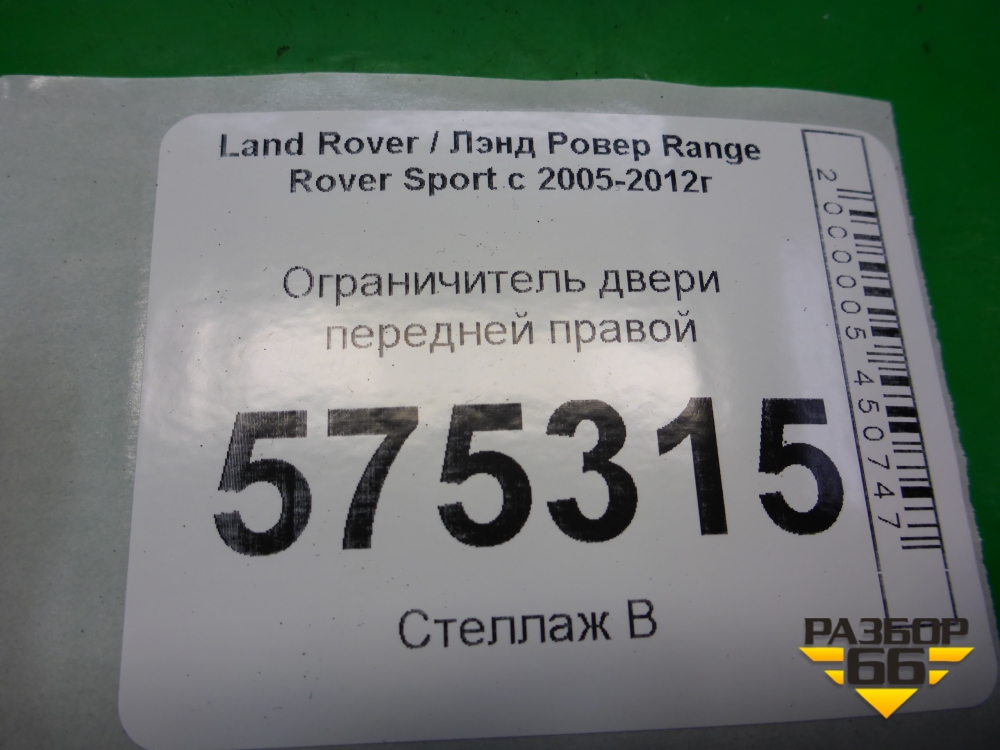 Land Rover / Лэнд Ровер Range
Rover Sport с 2005-2012г
Ограничитель двери
передней правой
575315
Стеллаж В
2000005450747
РАЗБОР
66